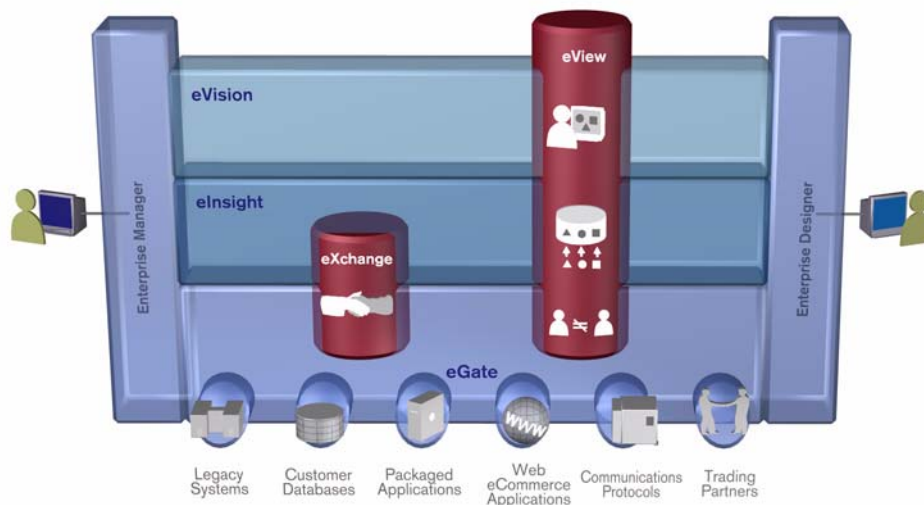 eView
eVision
eInsight
eXchange
Enterprise Manager
Enterprise Designer
eGate
WWW
Legacy
Systems
Customer
Databases
Packaged
Applications
Web
eCommerce
Applications
Communications
Protocols
Trading
Partners